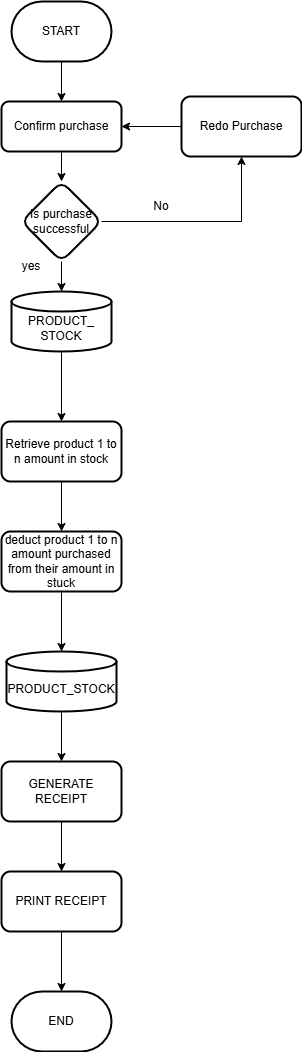 START
Confirm purchase
Redo Purchase
is purchase
successful
No
yes
PRODUCT_
STOCK
Retrieve product 1 to
n amount in stock
deduct product 1 to n
amount purchased
from their amount in
stuck
PRODUCT_STOCK
GENERATE
RECEIPT
PRINT RECEIPT
END